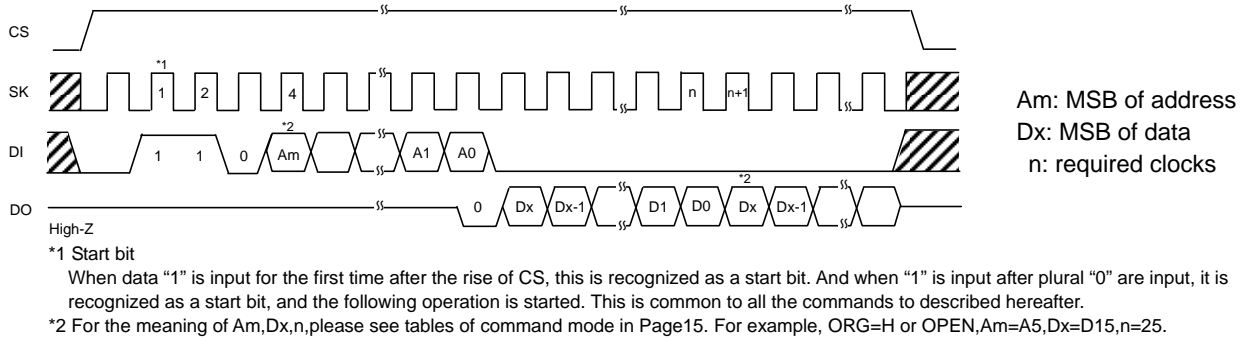 CS
*1
SK 1 2 4 n n+1
*2
DI 1 1 0 Am A1 A0
*2
DO 0 Dx Dx-1 D1 D0 Dx Dx-1
High-Z
Am: MSB of address
Dx: MSB of data
n: required clocks
*1 Start bit
When data “1” is input for the first time after the rise of CS, this is recognized as a start bit. And when “1” is input after plural “0” are input, it is
recognized as a start bit, and the following operation is started. This is common to all the commands to described hereafter.
*2 For the meaning of Am,Dx,n,please see tables of command mode in Page15. For example, ORG=H or OPEN,Am=A5,Dx=D15,n=25.